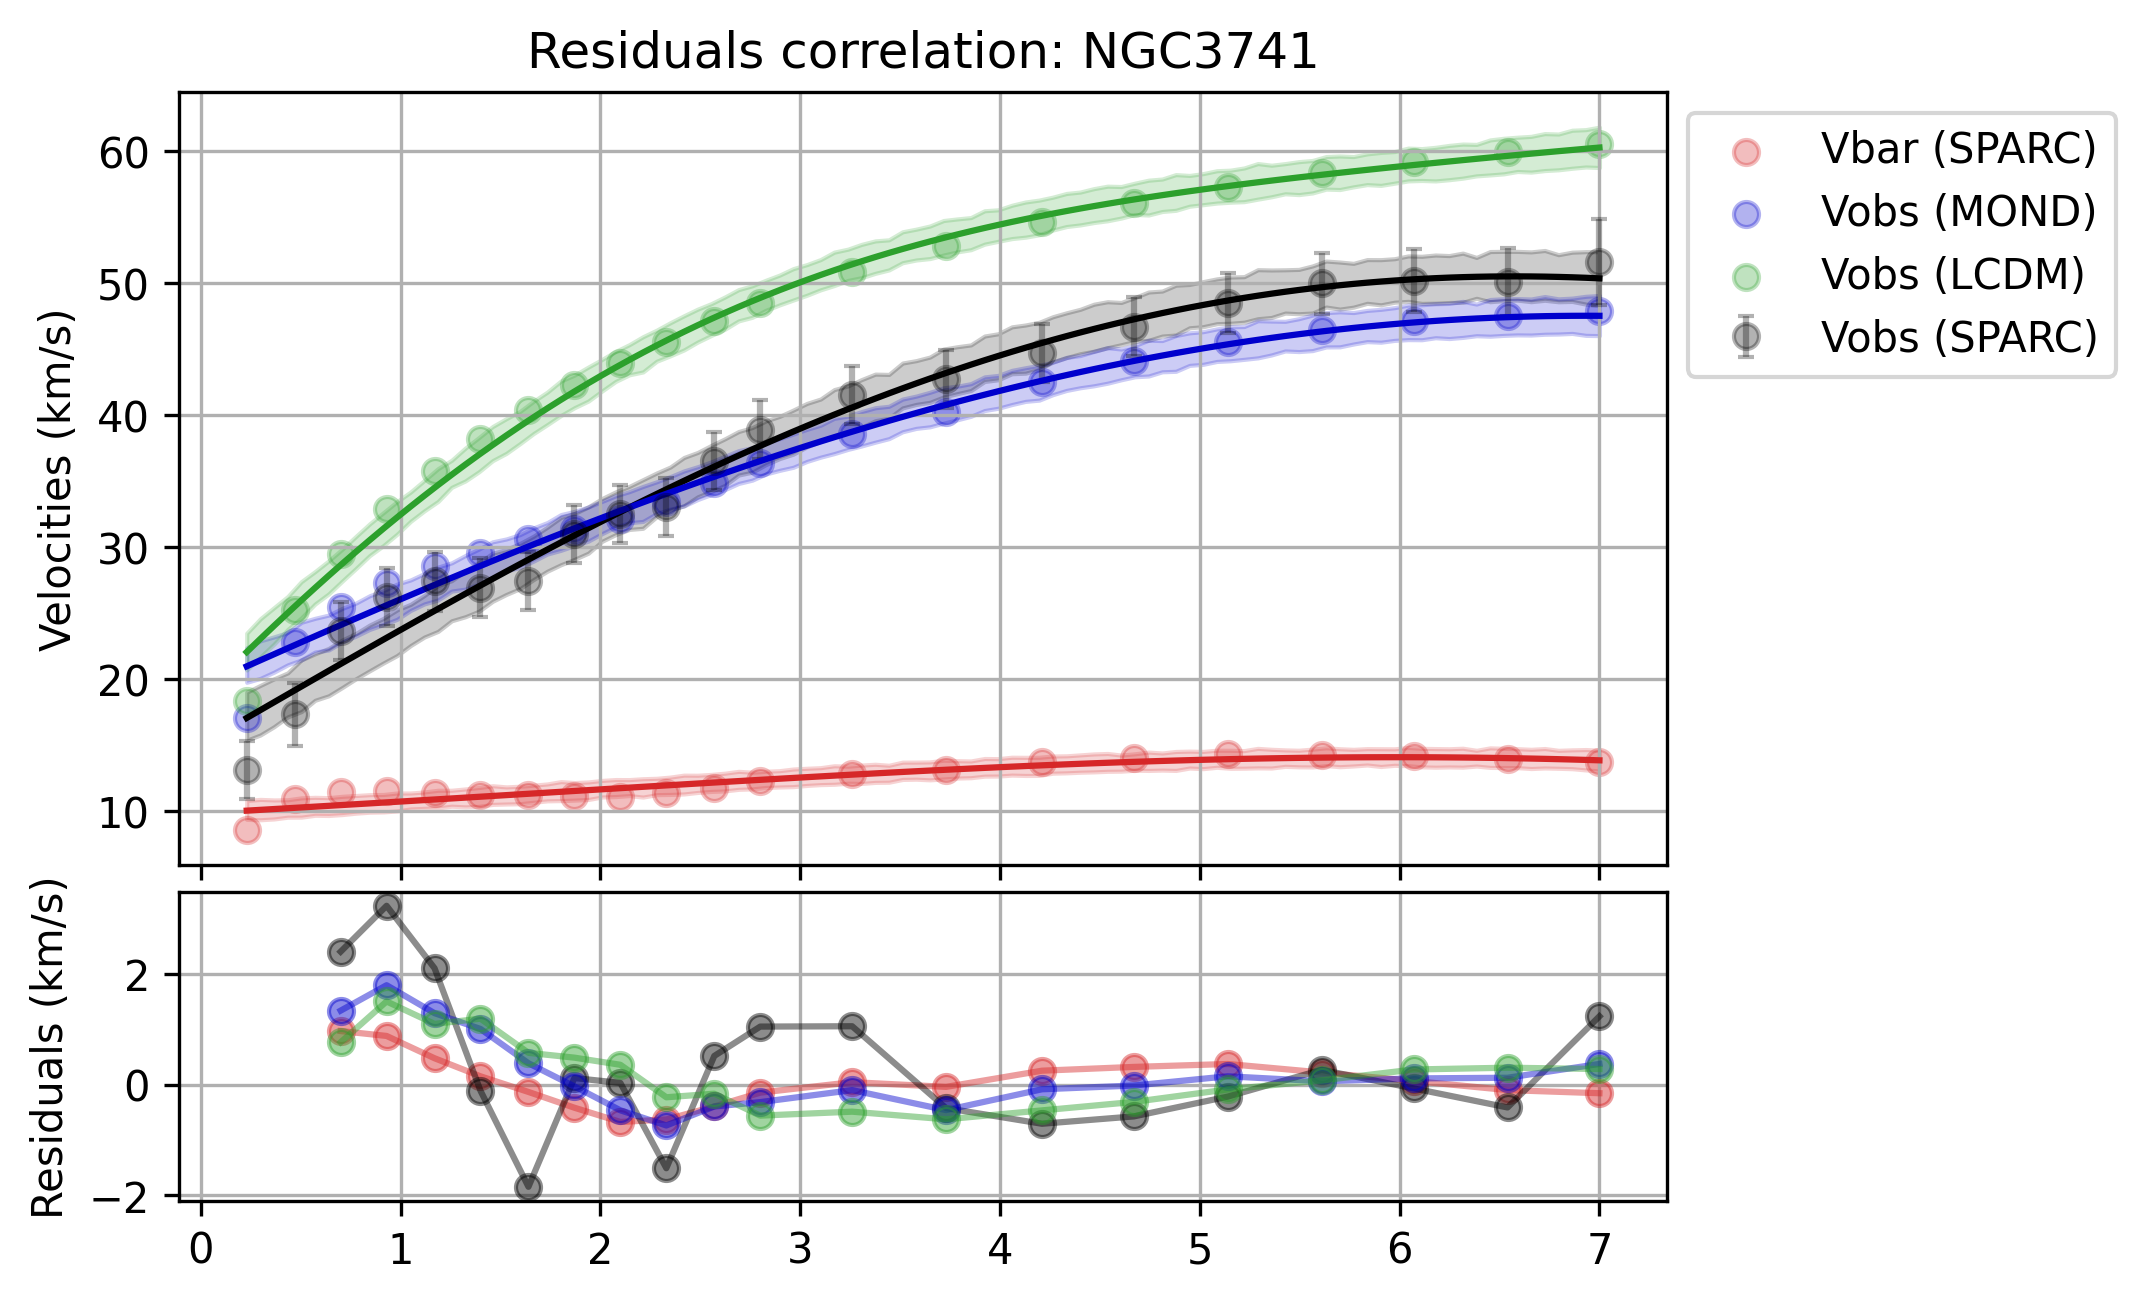 Residuals correlation: NGC3741
Velocities (km/s)
60
50
40
30
20
10
Vbar (SPARC)
Vobs (MOND)
Vobs (LCDM)
Vobs (SPARC)
Residuals (km/s)
2
0
−2
0 1 2 3 4 5 6 7